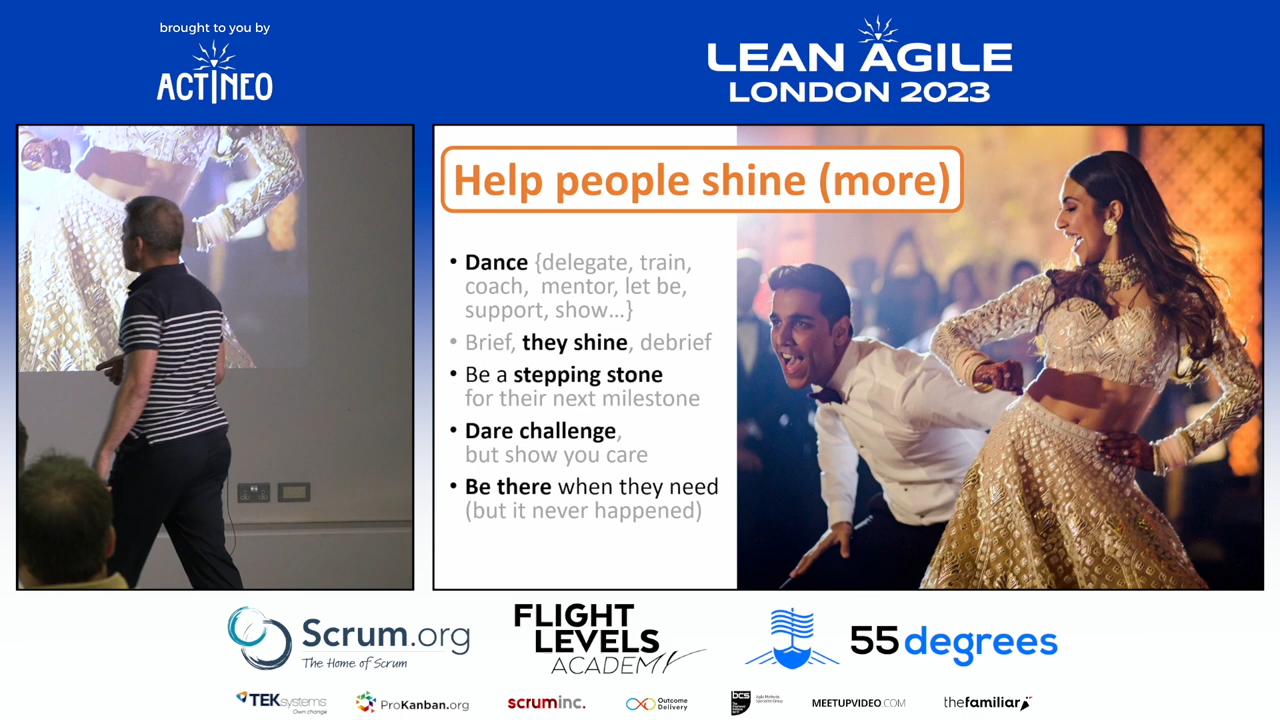 brought to you by
ACTINEO
LEAN AGILE
LONDON 2023
Help people shine (more)
• Dance {delegate, train,
coach, mentor, let be,
support, show...}
• Brief, they shine, debrief
• Be a stepping stone
for their next milestone
• Dare challenge,
but show you care
• Be there when they need
(but it never happened)
Scrum.org
The Home of Scrum
FLIGHT
LEVELS
ACADEMY
55 degrees
TEKsystems
Own change
ProKanban.org
scruminc.
Outcome
Delivery
bcs
Agile Methods
Specialist Group
MEETUPVIDEO.COM
thefamiliar